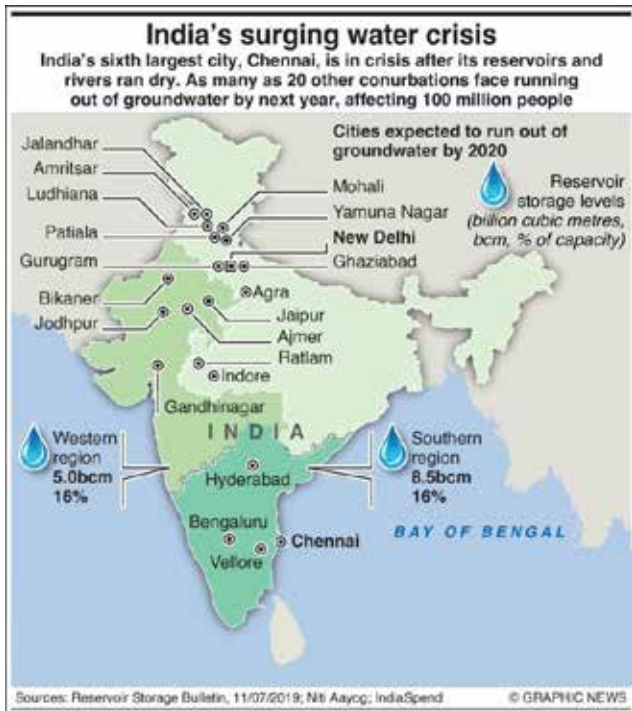 India's surging water crisis
India's sixth largest city, Chennai, is in crisis after its reservoirs and
rivers ran dry. As many as 20 other conurbations face running
out of groundwater by next year, affecting 100 million people
Cities expected to run out of
groundwater by 2020
Reservoir
storage levels
(billion cubic metres,
bcm, % of capacity)
Jalandhar
Amritsar
Ludhiana
Patiala
Gurugram
Bikaner
Jodhpur
Mohali
Yamuna Nagar
New Delhi
Ghaziabad
Agra
Jaipur
Ajmer
Ratlam
Indore
Gandhinagar
INDIA
Western
region
5.0bcm
16%
Southern
region
8.5bcm
16%
Hyderabad
Bengaluru
Chennai
Vellore
BAY OF BENGAL
Sources: Reservoir Storage Bulletin, 11/07/2019; Niti Aayog; IndiaSpend
© GRAPHIC NEWS